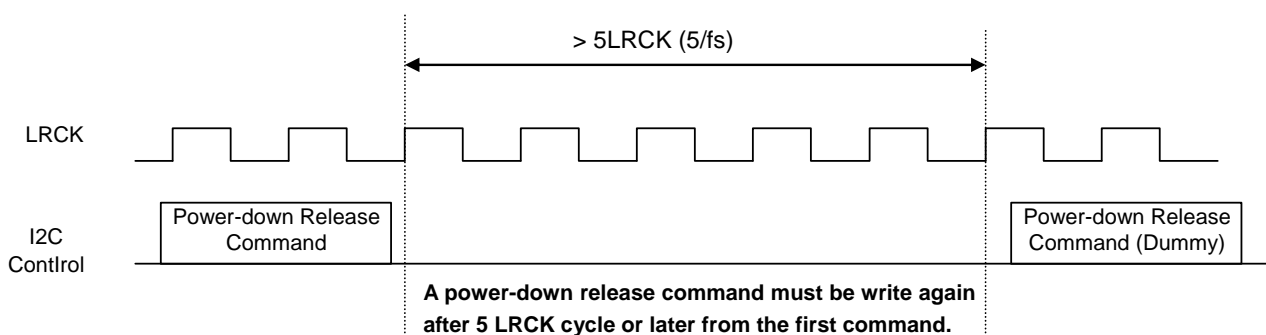 > 5LRCK (5/fs)
LRCK
I2C
ContIrol
Power-down Release
Command
Power-down Release
Command (Dummy)
A power-down release command must be write again
after 5 LRCK cycle or later from the first command.